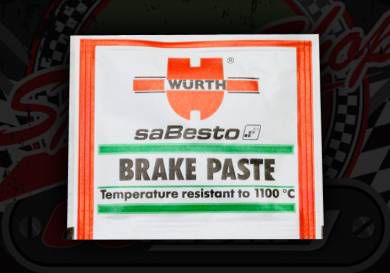 WÜRTH ®
saBesto
BRAKE PASTE
Temperature resistant to 1100 °C